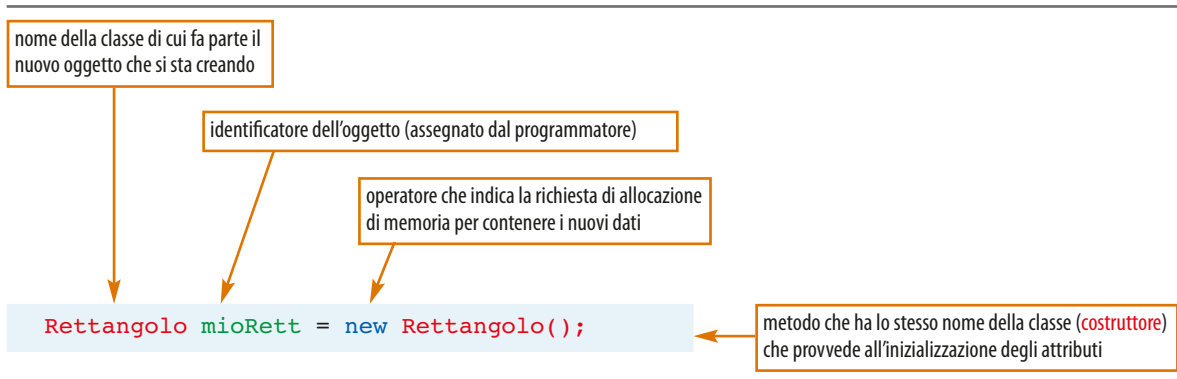 nome della classe di cui fa parte il
nuovo oggetto che si sta creando
identificatore dell'oggetto (assegnato dal programmatore)
operatore che indica la richiesta di allocazione
di memoria per contenere i nuovi dati
Rettangolo mioRett = new Rettangolo();
metodo che ha lo stesso nome della classe (costruttore)
che provvede all'inizializzazione degli attributi